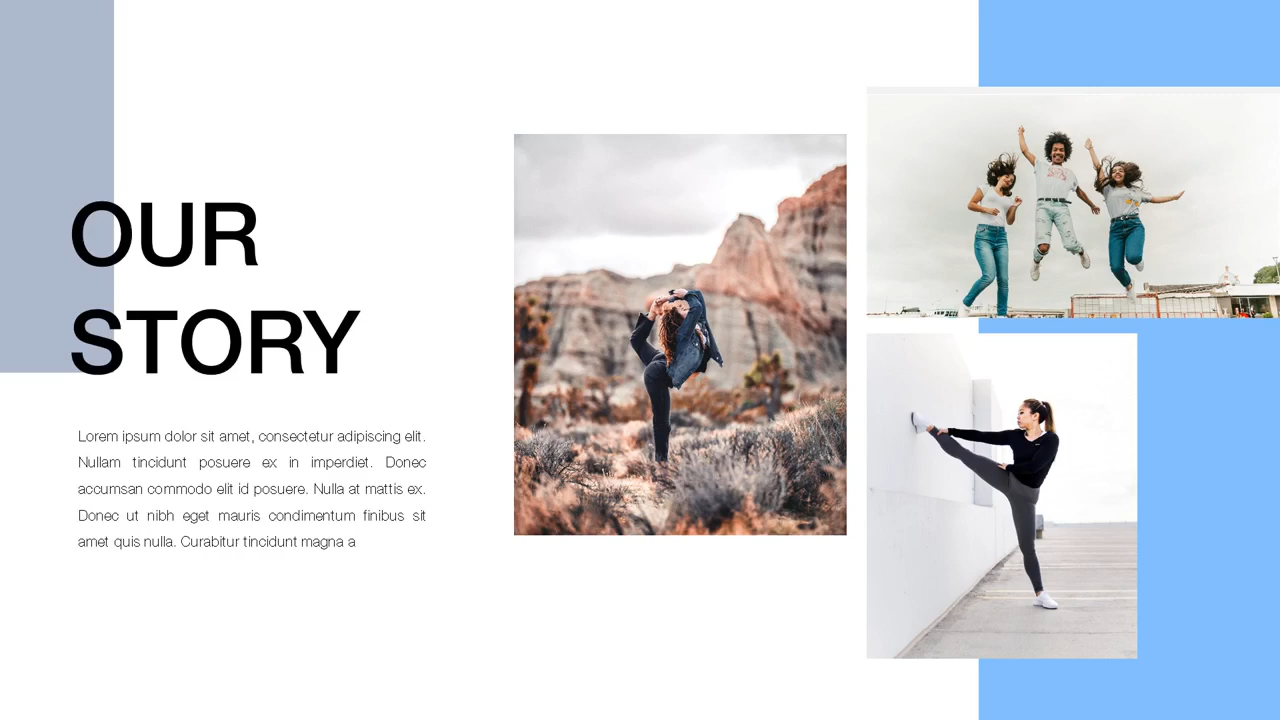 OUR
STORY
Lorem ipsum dolor sit amet, consectetur adipiscing elit.
Nullam tincidunt posuere ex in imperdiet. Donec
accumsan commodo elit id posuere. Nulla at mattis ex.
Donec ut nibh eget mauris condimentum finibus sit
amet quis nulla. Curabitur tincidunt magna a